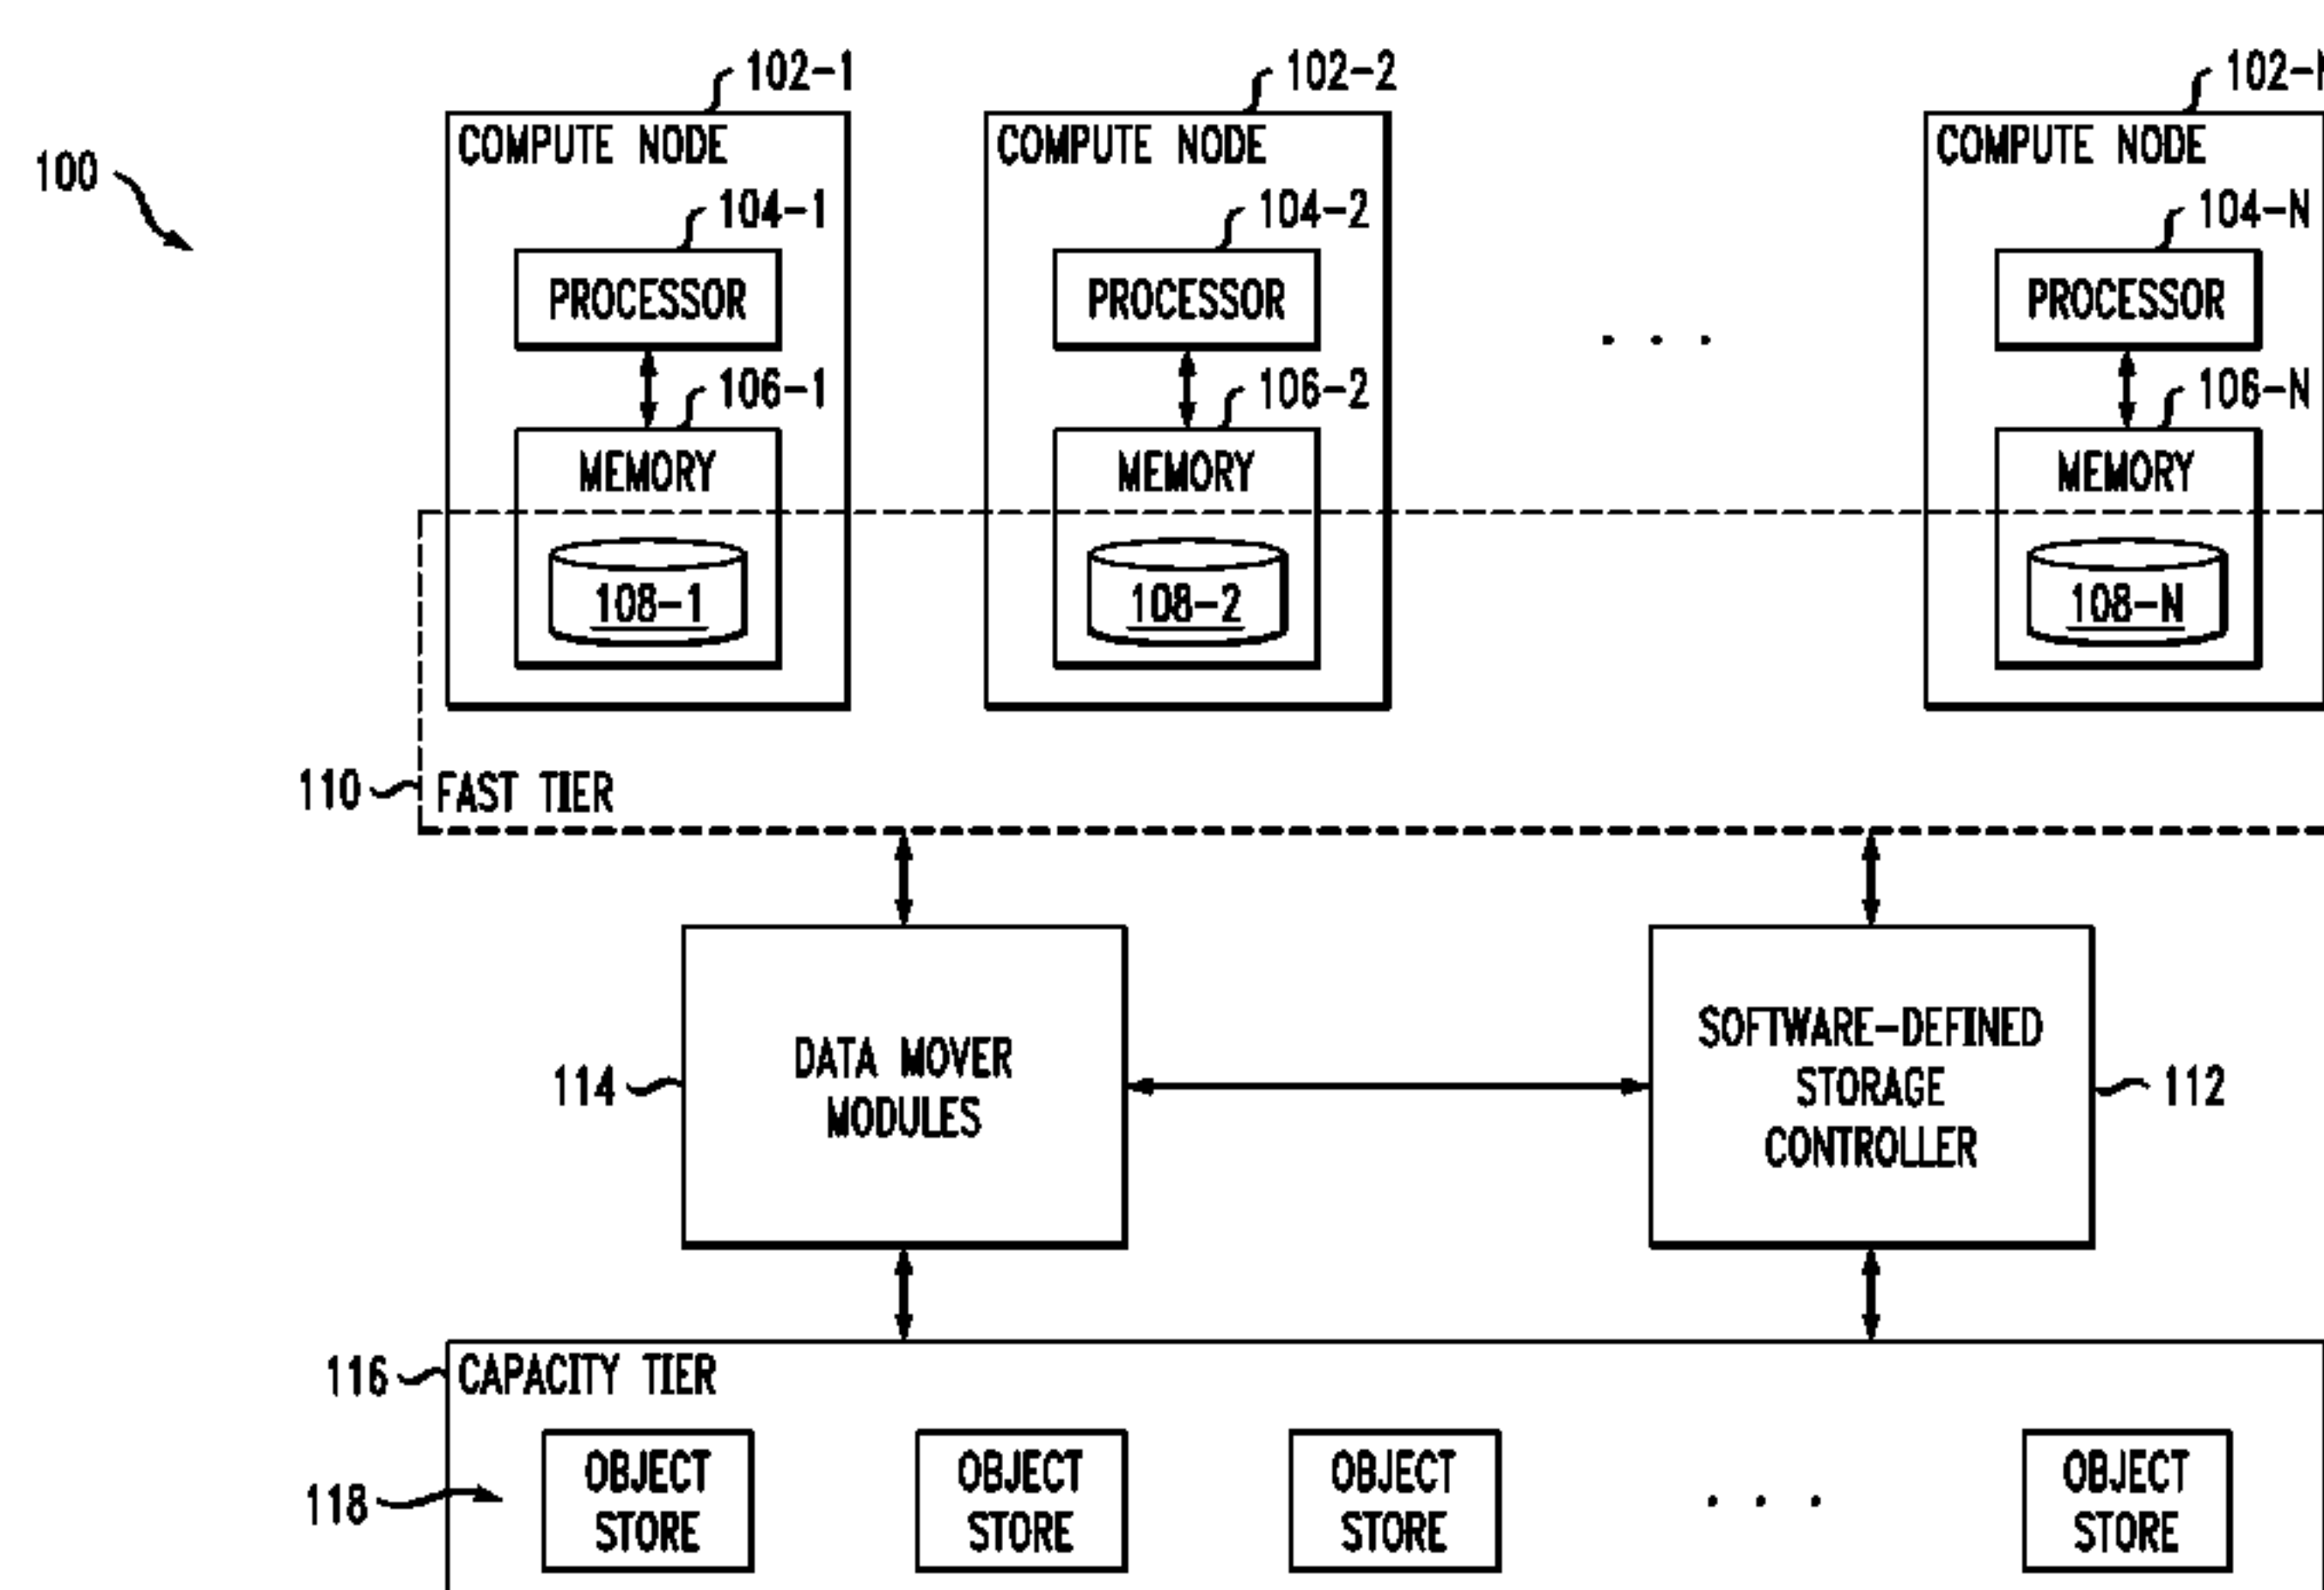 102-1
102-2
102-N
100
COMPUTE NODE
COMPUTE NODE
COMPUTE NODE
104-1
104-2
104-N
PROCESSOR
PROCESSOR
PROCESSOR
. . .
106-1
106-2
106-N
MEMORY
MEMORY
MEMORY
108-1
108-2
108-N
110
FAST TIER
DATA MOVER
MODULES
114
SOFTWARE-DEFINED
STORAGE
CONTROLLER
112
116
CAPACITY TIER
118
OBJECT
STORE
OBJECT
STORE
OBJECT
STORE
. . .
OBJECT
STORE